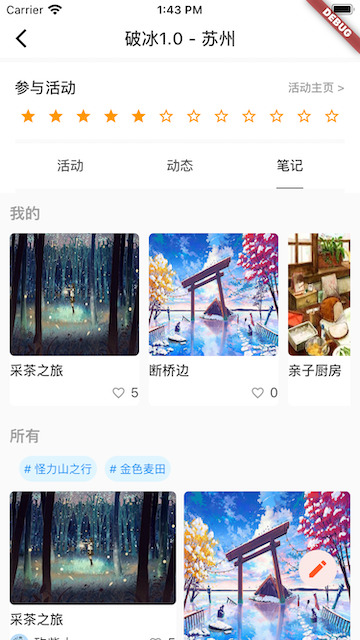 Carrier 1:43 PM
DEBUG
破冰1.0 - 苏州
参与活动 活动主页 >
活动 动态 笔记
我的
采茶之旅 断桥边 亲子厨房
5 0
所有
# 怪力山之行 # 金色麦田
采茶之旅